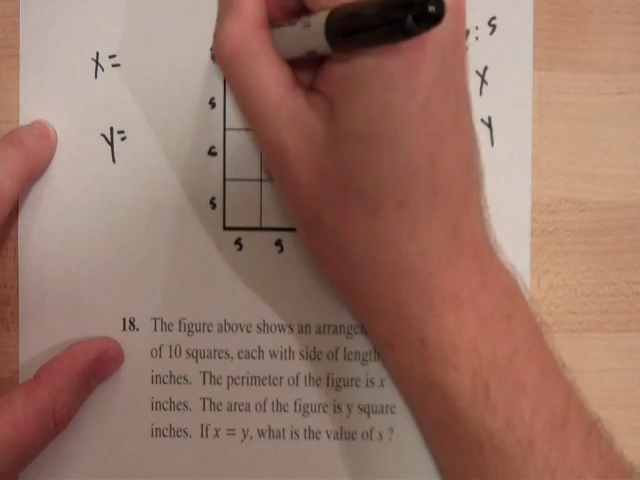 : s
x=
x
s
y=
y
s
s
s s
18. The figure above shows an
of 10 squares, each with side of length
inches. The perimeter of the figure is x
inches. The area of the figure is y square
inches. If x = y, what is the value of s ?